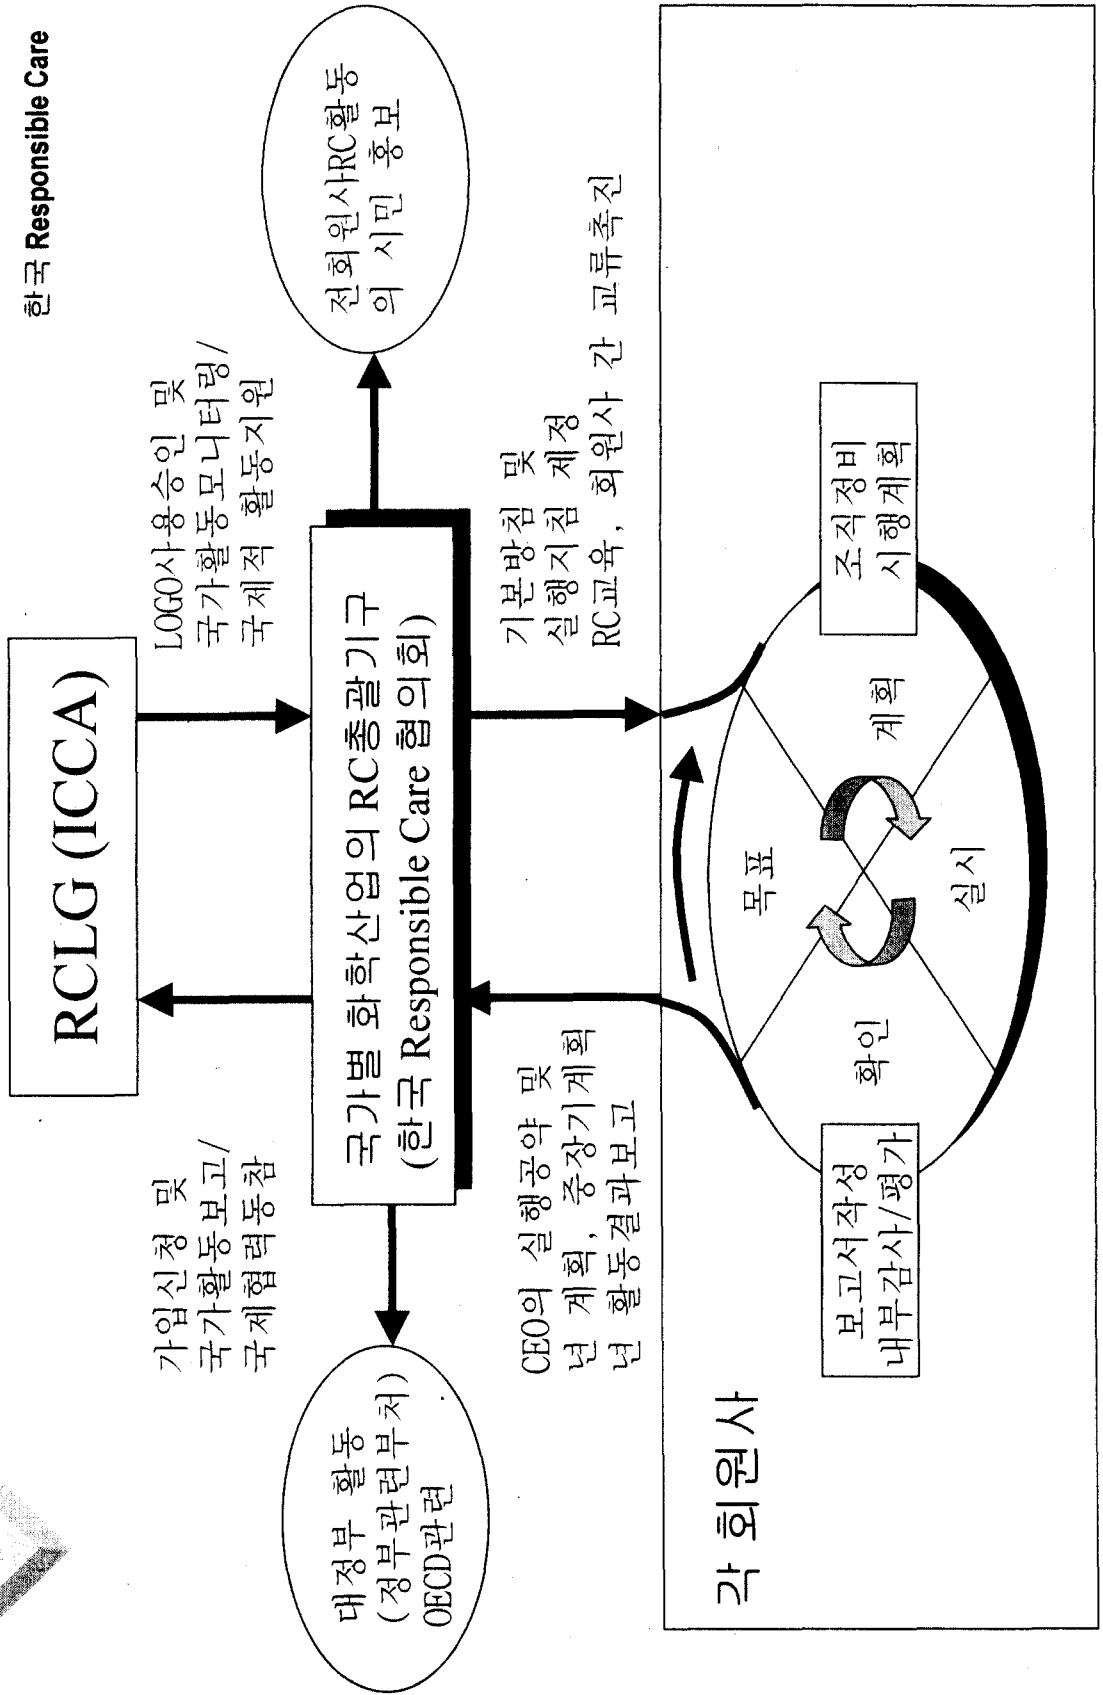 한국 Responsible Care
RCLG (ICCA)
가입신청 및
국가활동보고/
국제협력동참
LOGO사용승인 및
국가활동모니터링/
국제적 활동지원
대정부 활동
(정부관련부처)
OECD관련
국가별 화학산업의 RC총괄기구
(한국 Responsible Care 협의회)
전회원사RC활동
의 시민 홍보
CEO의 실행공약 및
년 계획, 중장기계획
년 활동결과보고
기본방침 및
실행지침 제정
RC교육, 회원사 간 교류촉진
각 회원사
목표
확인
계획
실시
보고서작성
내부감사/평가
조직정비
시행계획